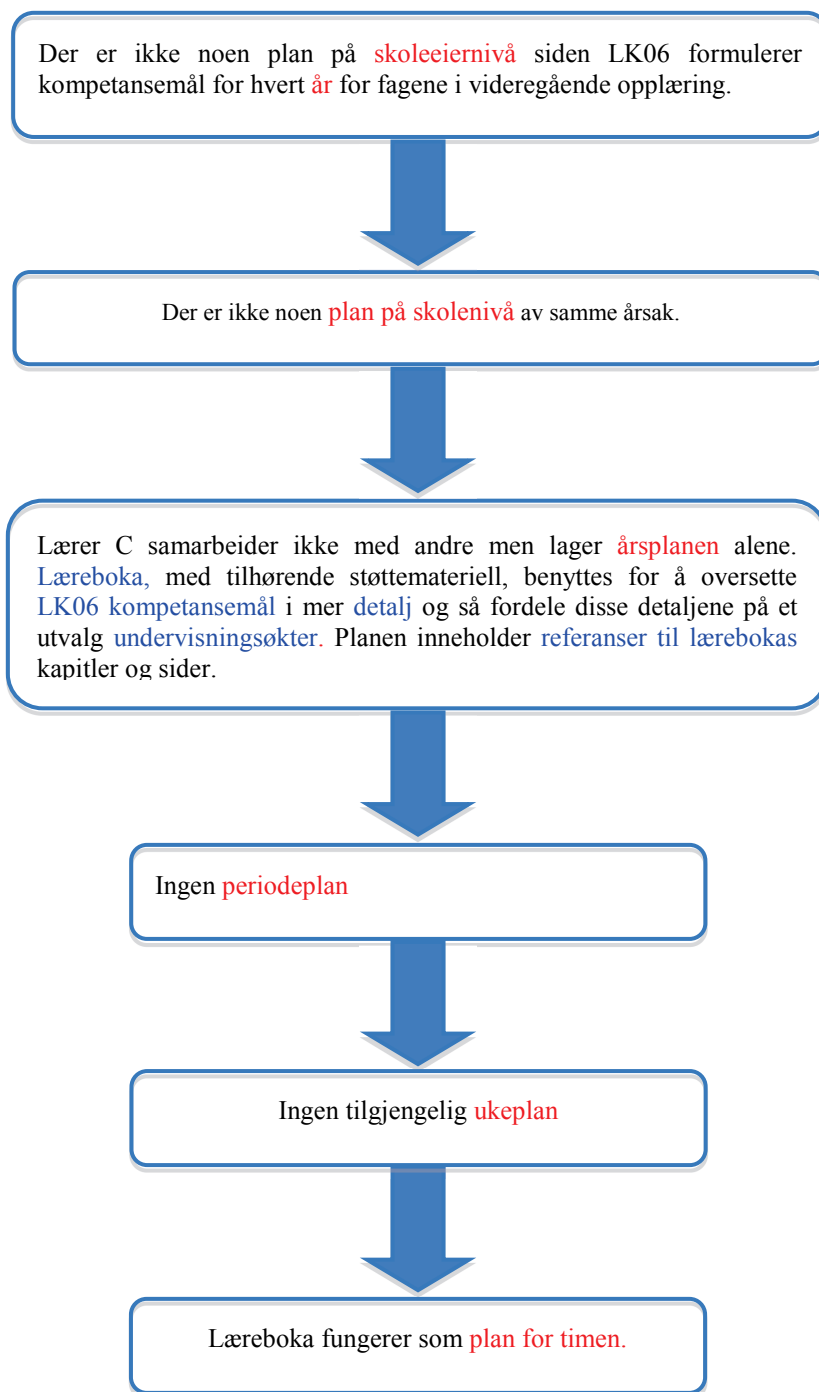 Der er ikke noen plan på skoleeiernivå siden LK06 formulerer
kompetansemål for hvert år for fagene i videregående opplæring.
Der er ikke noen plan på skolenivå av samme årsak.
Lærer C samarbeider ikke med andre men lager årsplanen alene.
Læreboka, med tilhørende støttemateriell, benyttes for å oversette
LK06 kompetansemål i mer detalj og så fordele disse detaljene på et
utvalg undervisningsøkter. Planen inneholder referanser til lærebokas
kapitler og sider.
Ingen periodeplan
Ingen tilgjengelig ukeplan
Læreboka fungerer som plan for timen.